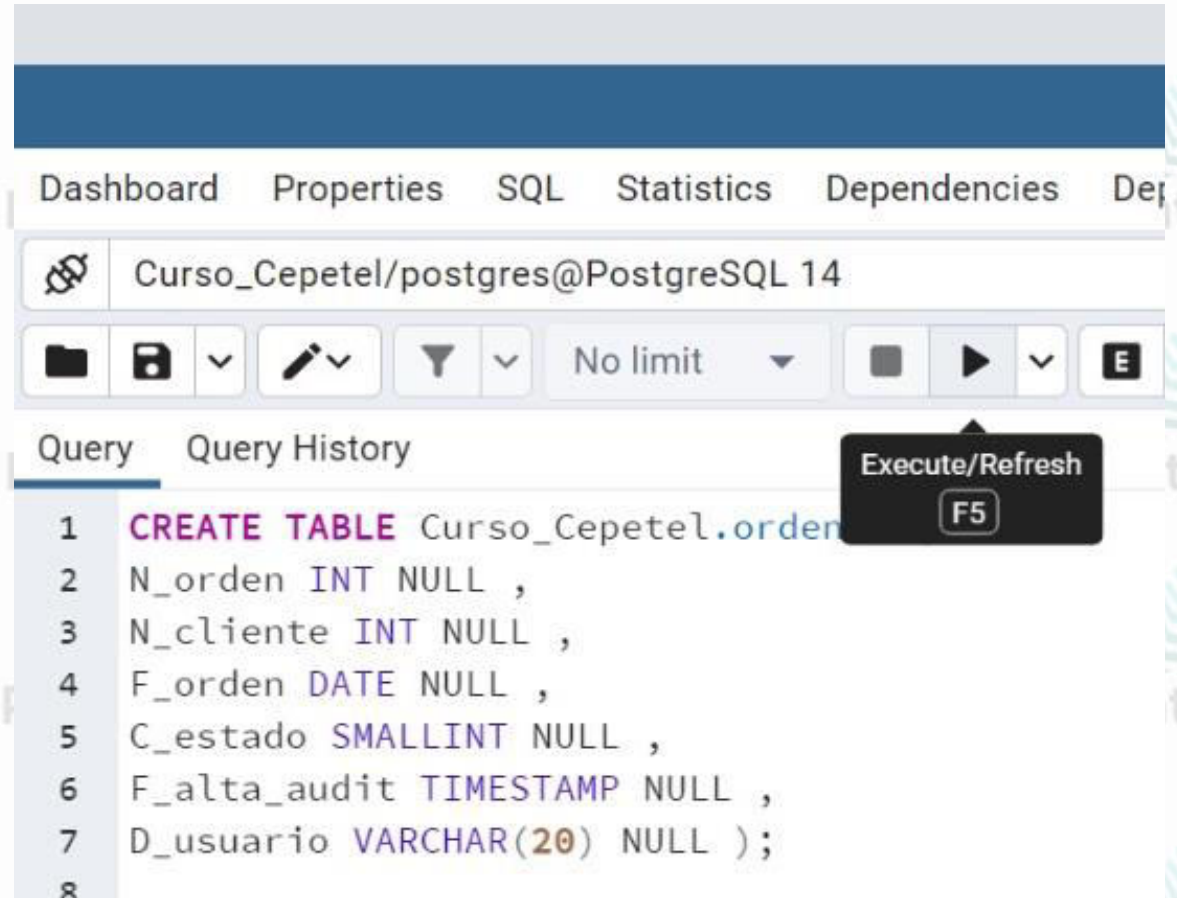 Dashboard Properties SQL Statistics Dependencies
Curso_Cepetel/postgres@PostgreSQL 14
No limit E
Query Query History
Execute/Refresh
F5
1 CREATE TABLE Curso_Cepetel.orden
2 N_orden INT NULL ,
3 N_cliente INT NULL ,
4 F_orden DATE NULL ,
5 C_estado SMALLINT NULL ,
6 F_alta_audit TIMESTAMP NULL ,
7 D_usuario VARCHAR(20) NULL );
8